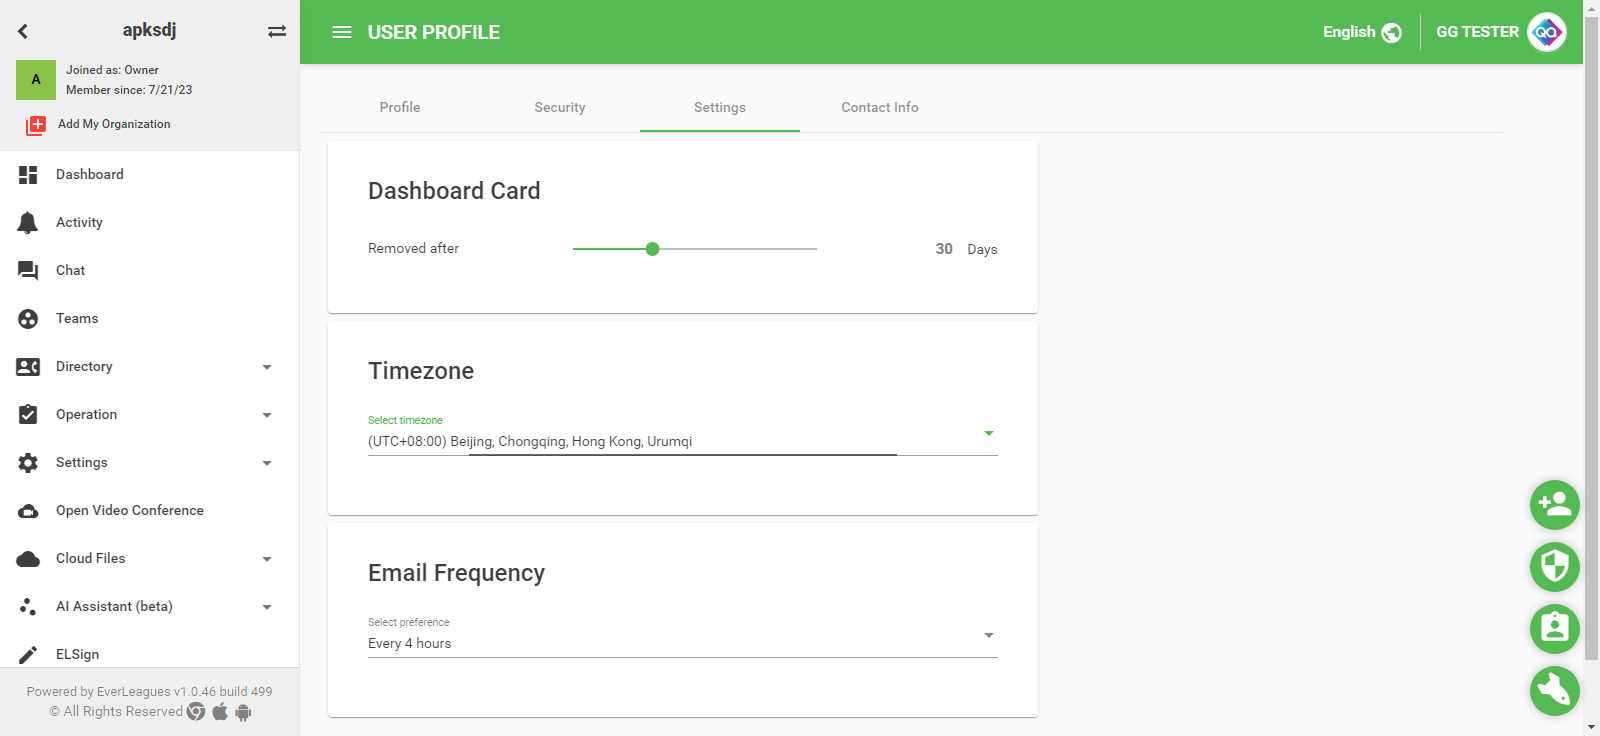 apksdj
A
Joined as: Owner
Member since: 7/21/23
Add My Organization
Dashboard
Activity
Chat
Teams
Directory
Operation
Settings
Open Video Conference
Cloud Files
AI Assistant (beta)
ELSign
Powered by EverLeagues v1.0.46 build 499
© All Rights Reserved
USER PROFILE
English
GG TESTER
QA
Profile
Security
Settings
Contact Info
Dashboard Card
Removed after
30 Days
Timezone
Select timezone
(UTC+08:00) Beijing, Chongqing, Hong Kong, Urumqi
Email Frequency
Select preference
Every 4 hours